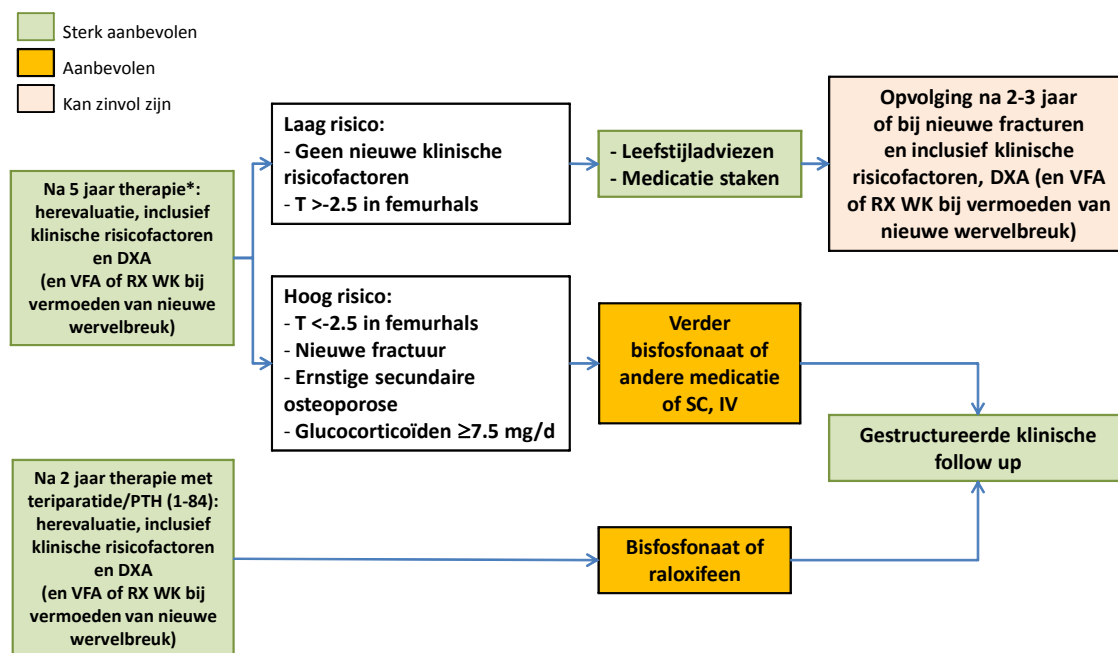 Sterk aanbevolen
Aanbevolen
Kan zinvol zijn
Na 5 jaar therapie*:
herevaluatie, inclusief
klinische risicofactoren
en DXA
(en VFA of RX WK bij
vermoeden van nieuwe
wervelbreuk)
Laag risico:
- Geen nieuwe klinische
risicofactoren
- T >-2.5 in femurhals
- Leefstijladviezen
- Medicatie staken
Opvolging na 2-3 jaar
of bij nieuwe fracturen
en inclusief klinische
risicofactoren, DXA (en VFA
of RX WK bij vermoeden van
nieuwe wervelbreuk)
Hoog risico:
- T <-2.5 in femurhals
- Nieuwe fractuur
- Ernstige secundaire
osteoporose
- Glucocorticoïden ≥7.5 mg/d
Verder
bisfosfonaat of
andere medicatie
of SC, IV
Gestructureerde klinische
follow up
Na 2 jaar therapie met
teriparatide/PTH (1-84):
herevaluatie, inclusief
klinische risicofactoren
en DXA
(en VFA of RX WK bij
vermoeden van nieuwe
wervelbreuk)
Bisfosfonaat of
raloxifeen